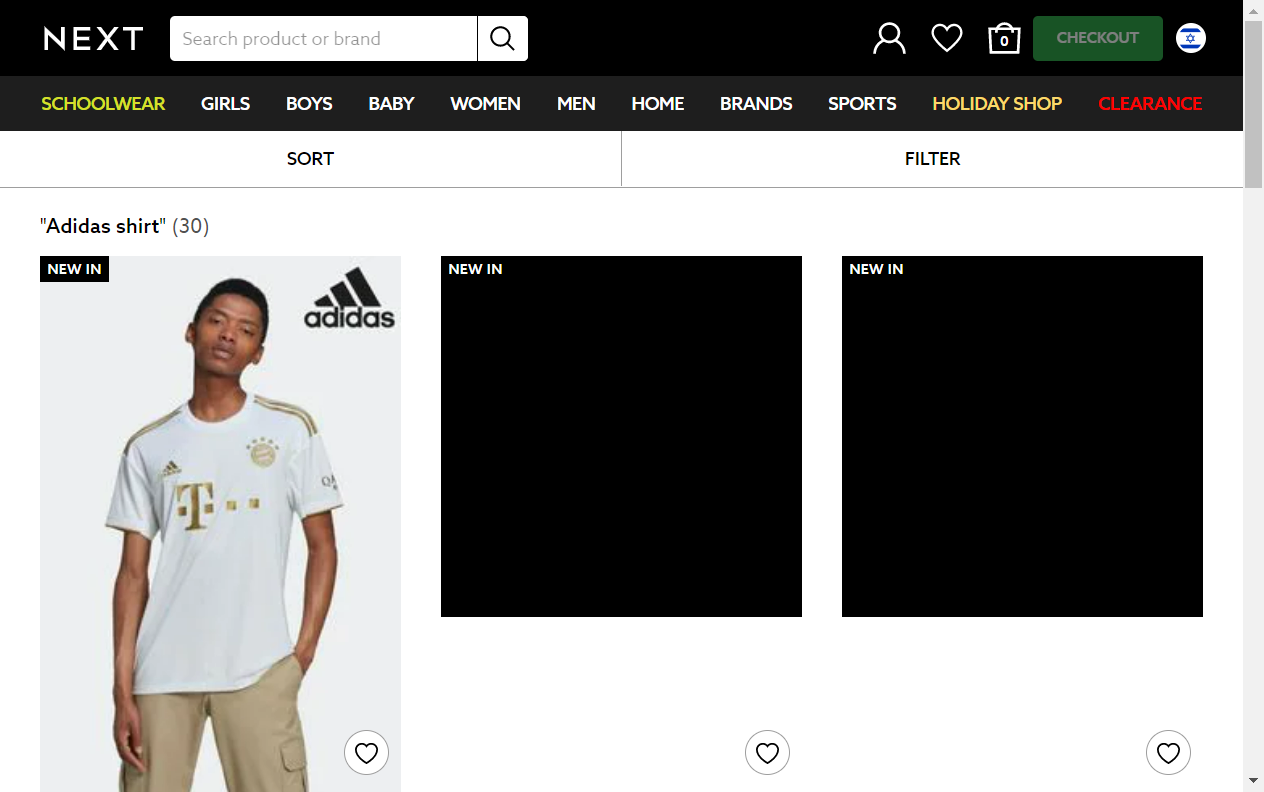 NEXT
Search product or brand
0
CHECKOUT
SCHOOLWEAR GIRLS BOYS BABY WOMEN MEN HOME BRANDS SPORTS HOLIDAY SHOP CLEARANCE
SORT FILTER
"Adidas shirt" (30)
NEW IN NEW IN NEW IN
adidas
T